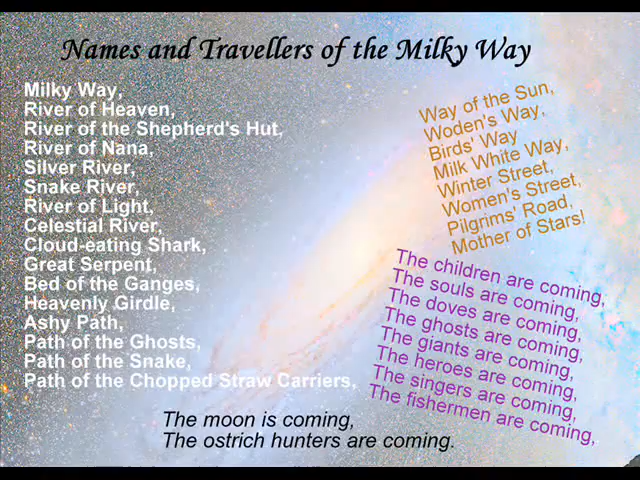 Names and Travellers of the Milky Way
Milky Way,
River of Heaven,
River of the Shepherd's Hut,
River of Nana,
Silver River,
Snake River,
River of Light,
Celestial River,
Cloud-eating Shark,
Great Serpent,
Bed of the Ganges,
Heavenly Girdle,
Ashy Path,
Path of the Ghosts,
Path of the Snake,
Path of the Chopped Straw Carriers,
Way of the Sun,
Woden's Way,
Birds' Way
Milk White Way,
Winter Street,
Women's Street,
Pilgrims' Road,
Mother of Stars!
The children are coming,
The souls are coming,
The doves are coming,
The ghosts are coming,
The giants are coming,
The heroes are coming,
The singers are coming,
The fishermen are coming,
The moon is coming,
The ostrich hunters are coming.